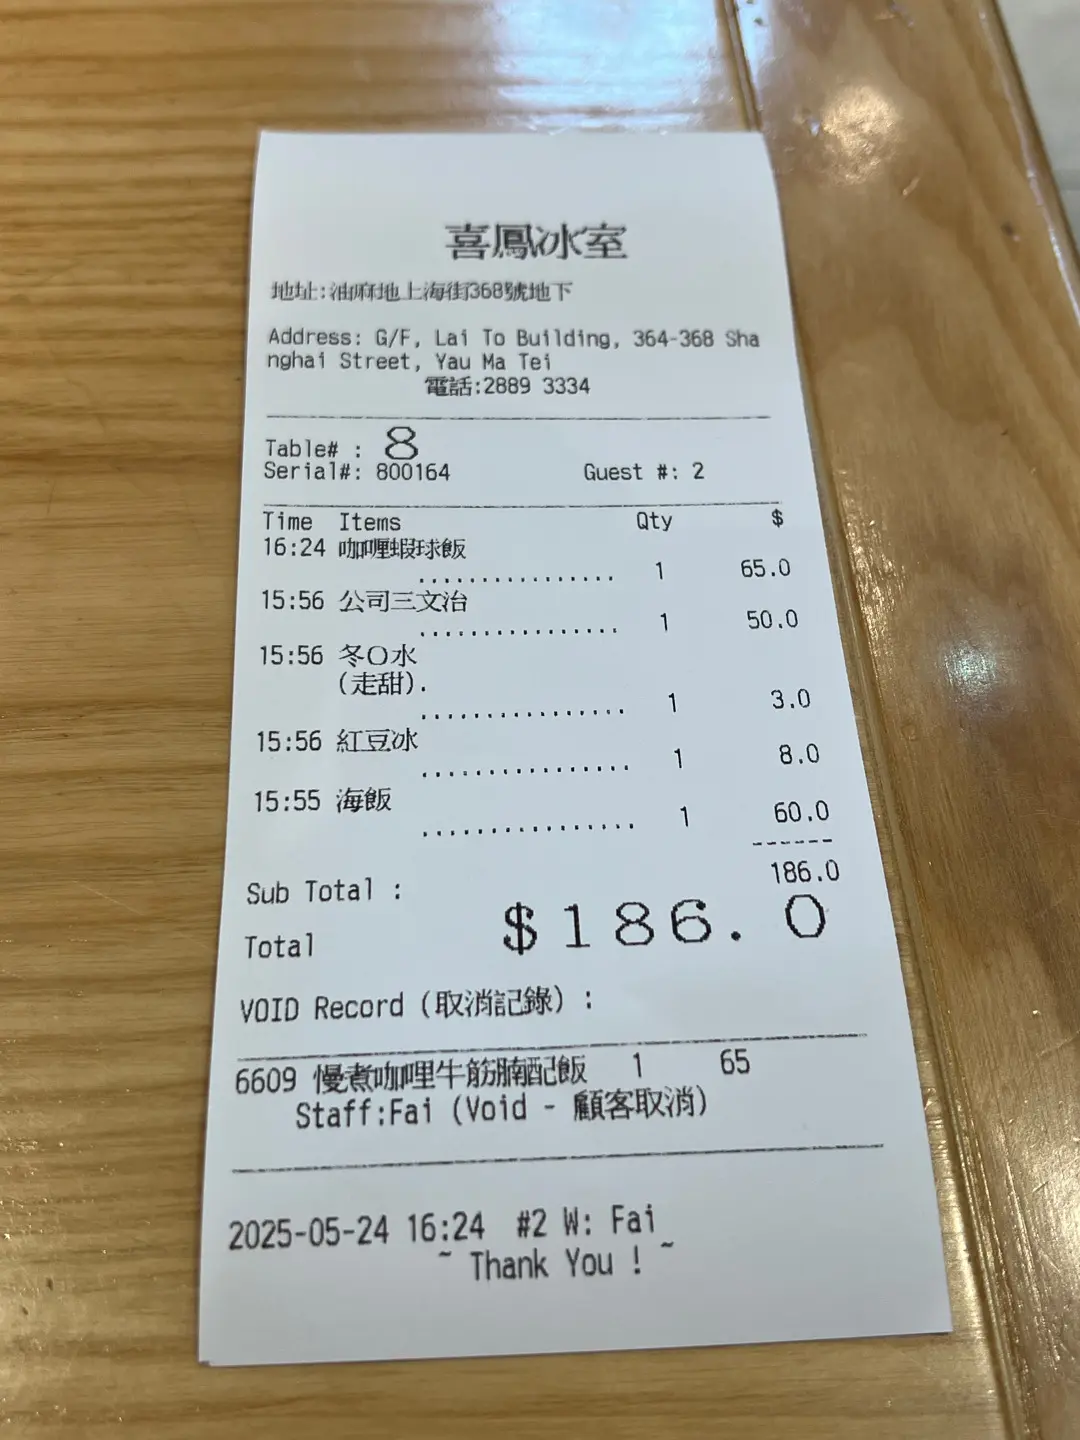 喜鳳冰室
地址:油麻地上海街368號地下
Address: G/F, Lai To Building, 364-368 Sha
nghai Street, Yau Ma Tei
電話:2889 3334
Table# : 8
Serial#: 800164 Guest #: 2
Time Items Qty $
16:24 咖喱蝦球飯
................ 1 65.0
15:56 公司三文治
................ 1 50.0
15:56 冬〇水
(走甜).
................ 1 3.0
15:56 紅豆冰
................ 1 8.0
15:55 海飯
................ 1 60.0
------
Sub Total : 186.0
Total $186.0
VOID Record (取消記錄) :
6609 慢煮咖哩牛筋腩配飯 1 65
Staff:Fai (Void - 顧客取消)
2025-05-24 16:24 #2 W: Fai
~ Thank You ! ~